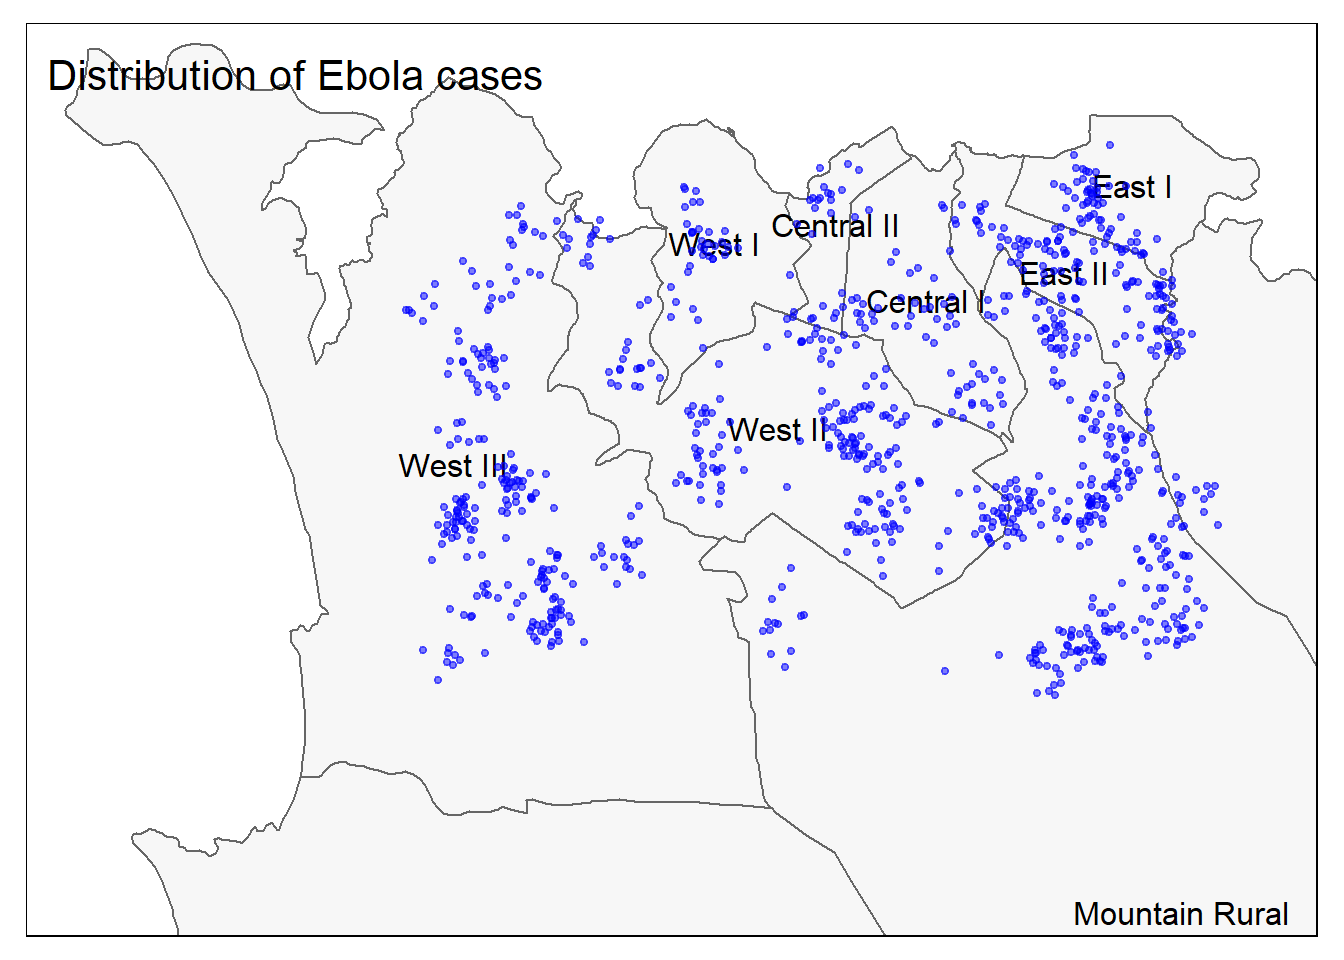 Distribution of Ebola cases
East I
Central II
West I
East II
Central I
West II
West III
Mountain Rural